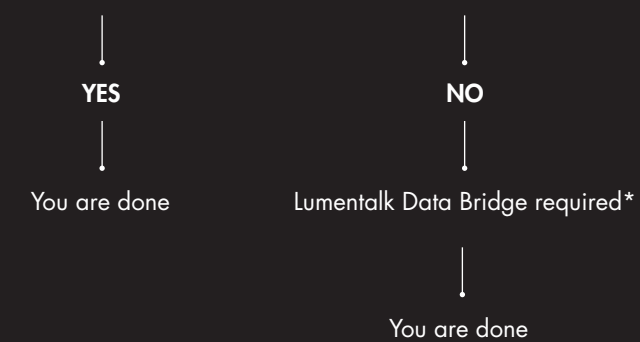 YES
NO
You are done
Lumentalk Data Bridge required*
You are done